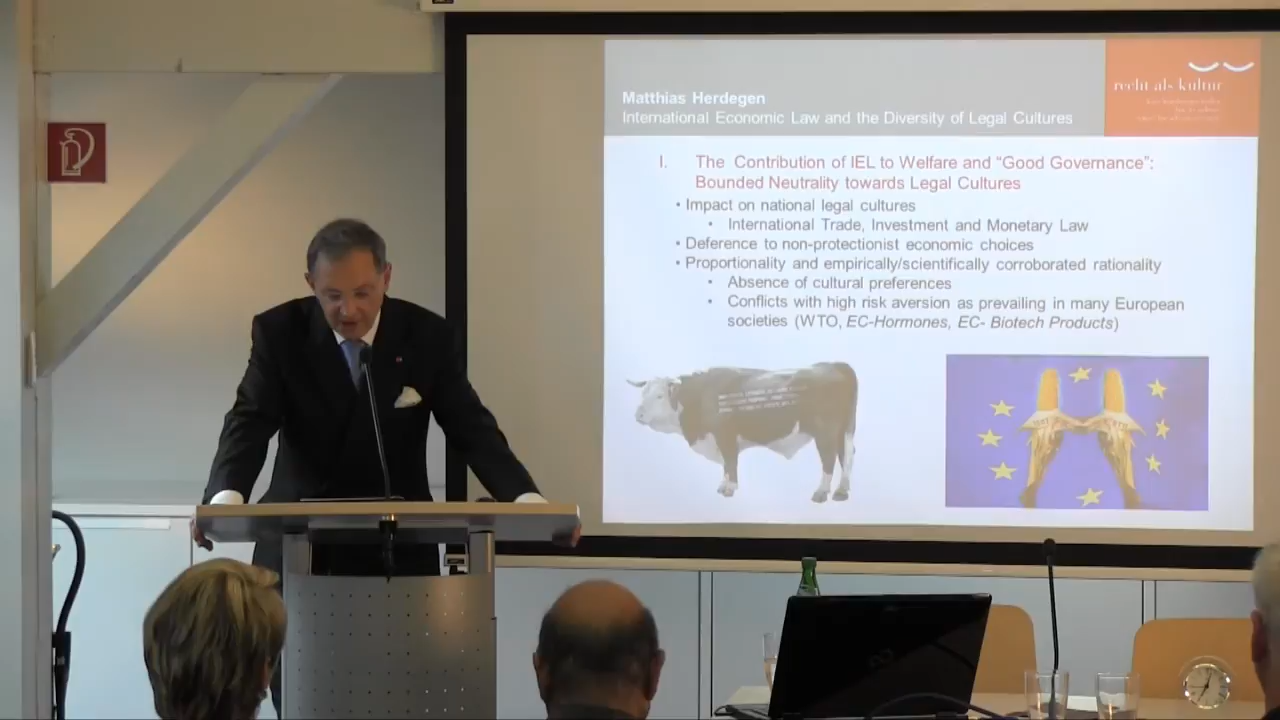 Matthias Herdegen
International Economic Law and the Diversity of Legal Cultures
recht als kultur
I. The Contribution of IEL to Welfare and “Good Governance”:
Bounded Neutrality towards Legal Cultures
• Impact on national legal cultures
• International Trade, Investment and Monetary Law
• Deference to non-protectionist economic choices
• Proportionality and empirically/scientifically corroborated rationality
• Absence of cultural preferences
• Conflicts with high risk aversion as prevailing in many European
societies (WTO, EC-Hormones, EC- Biotech Products)